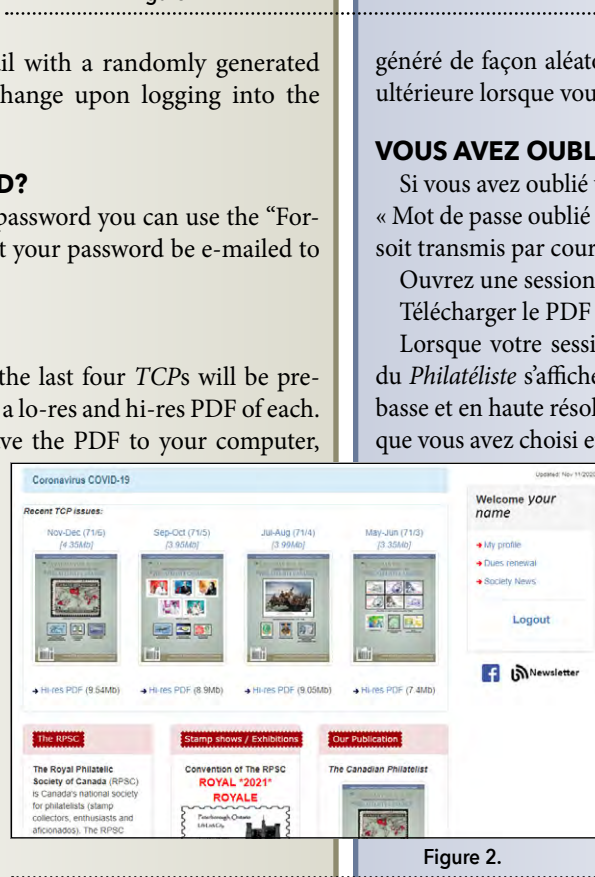 ail with a randomly generated
hange upon logging into the
D?
password you can use the “For-
t your password be e-mailed to
the last four TCPs will be pre-
a lo-res and hi-res PDF of each.
ve the PDF to your computer,
généré de façon aléato
ultérieure lorsque vou
VOUS AVEZ OUBL
Si vous avez oublié
« Mot de passe oublié
soit transmis par cour
Ouvrez une session
Télécharger le PDF
Lorsque votre sessi
du Philatéliste s’affiche
basse et en haute résol
que vous avez choisi e
Coronavirus COVID-19
Updated: Nov 11/2020
Recent TCP issues:
Nov-Dec (71/6)
[4.35Mb]
Sep-Oct (71/5)
[3.95Mb]
Jul-Aug (71/4)
[3.99Mb]
May-Jun (71/3)
[3.35Mb]
Hi-res PDF (9.54Mb)
Hi-res PDF (8.9Mb)
Hi-res PDF (9.05Mb)
Hi-res PDF (7.4Mb)
Welcome your
name
My profile
Dues renewal
Society News
Logout
Newsletter
The RPSC
The Royal Philatelic
Society of Canada (RPSC)
is Canada's national society
for philatelists (stamp
collectors, enthusiasts and
aficionados). The RPSC
Stamp shows / Exhibitions
Convention of The RPSC
ROYAL *2021*
ROYALE
Peterborough, Ontario
Our Publication
The Canadian Philatelist
Figure 2.